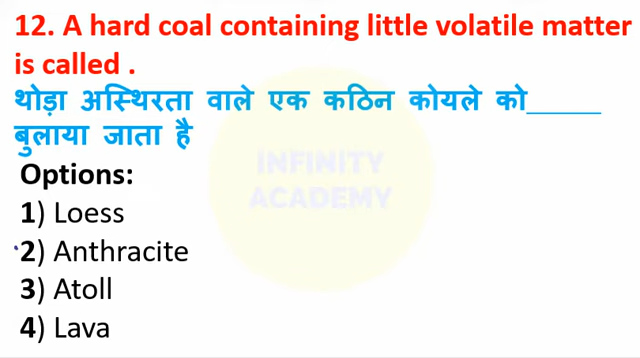 12. A hard coal containing little volatile matter
is called .
थोड़ा अस्थिरता वाले एक कठिन कोयले को_____
बुलाया जाता है
INFINITY
ACADEMY
Options:
1) Loess
2) Anthracite
3) Atoll
4) Lava